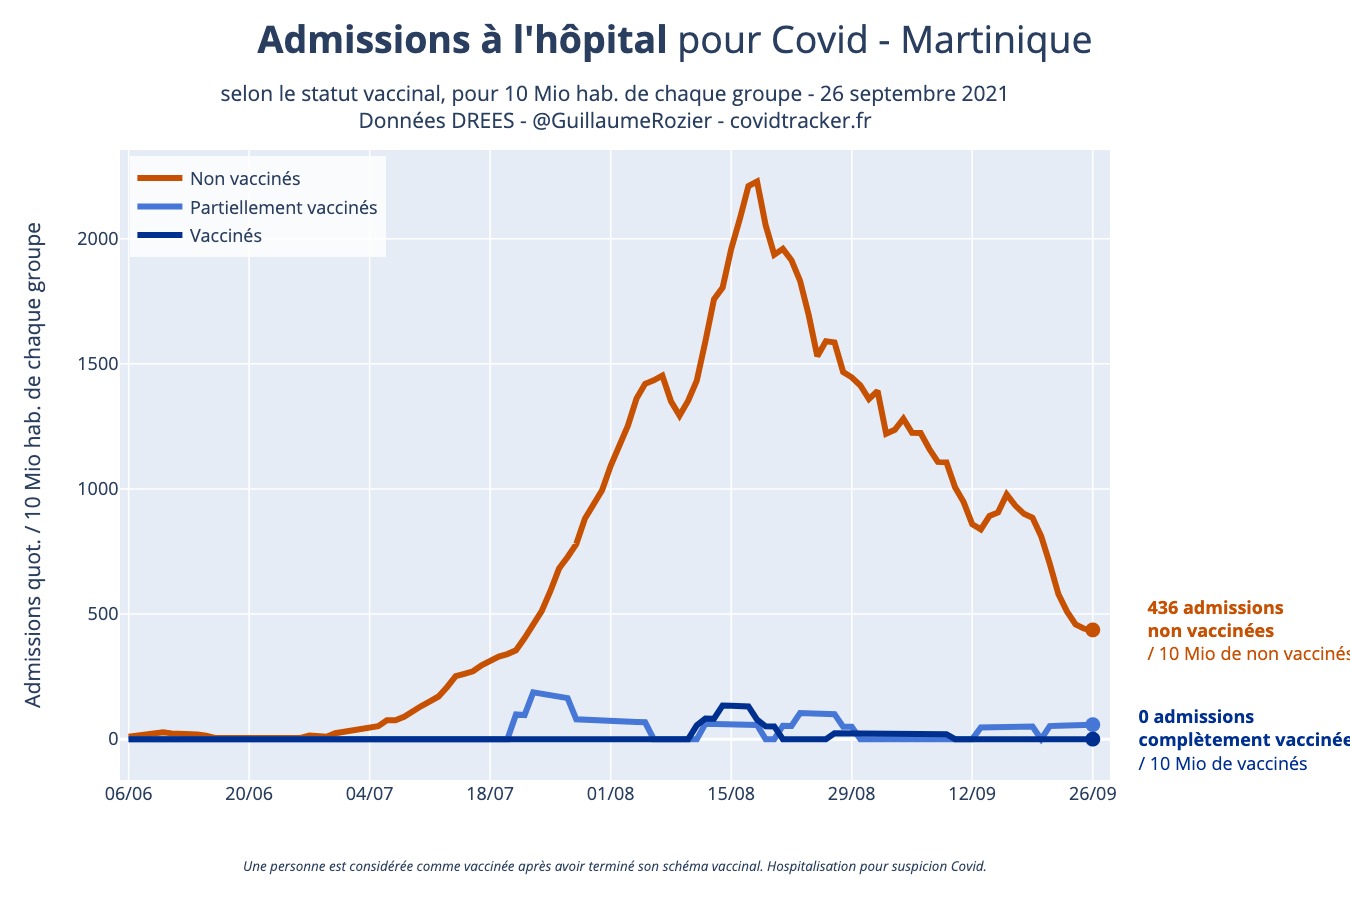 Admissions à l'hôpital pour Covid - Martinique
selon le statut vaccinal, pour 10 Mio hab. de chaque groupe - 26 septembre 2021
Données DREES - @GuillaumeRozier - covidtracker.fr
Non vaccinés
Partiellement vaccinés
Vaccinés
Admissions quot. / 10 Mio hab. de chaque groupe
2000
1500
1000
500
0
06/06
20/06
04/07
18/07
01/08
15/08
29/08
12/09
26/09
436 admissions
non vaccinées
/ 10 Mio de non vaccinés
0 admissions
complètement vaccinée
/ 10 Mio de vaccinés
Une personne est considérée comme vaccinée après avoir terminé son schéma vaccinal. Hospitalisation pour suspicion Covid.